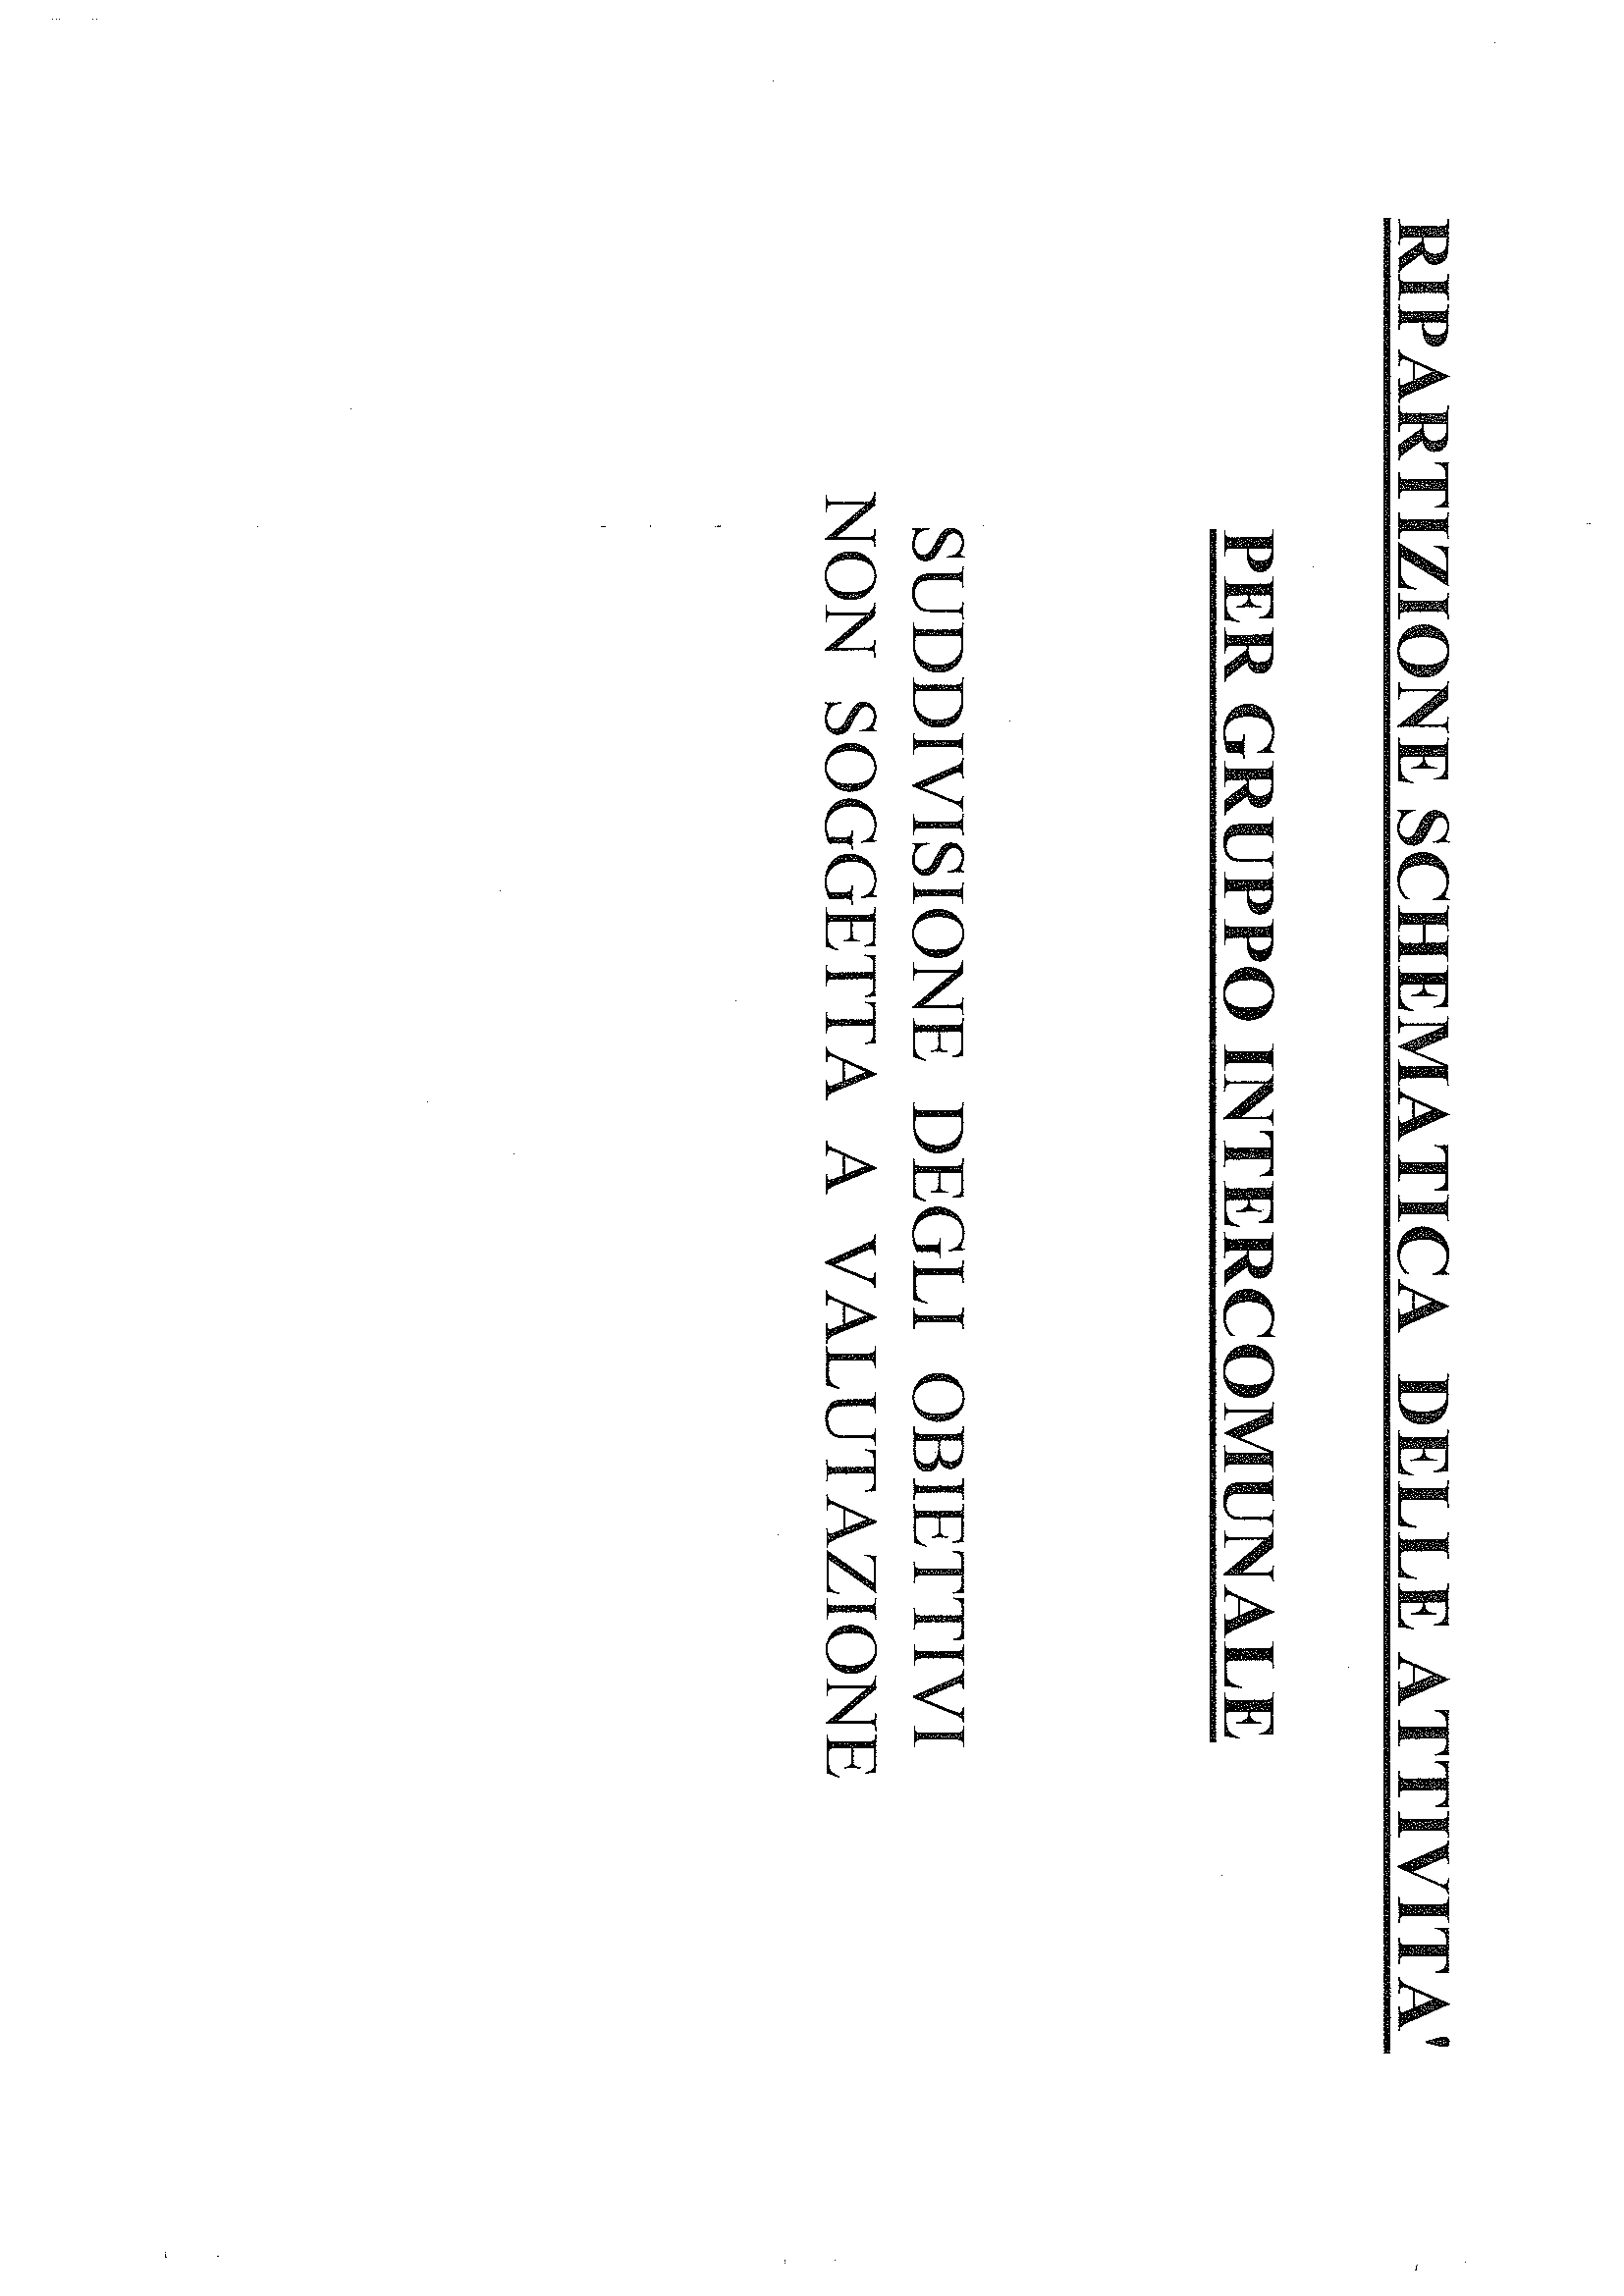 RIPARTIZIONE SCHEMATICA DELLE ATTIVITA'
PER GRUPPO INTERCOMUNALE
SUDDIVISIONE DEGLI OBIETTIVI
NON SOGGETTA A VALUTAZIONE